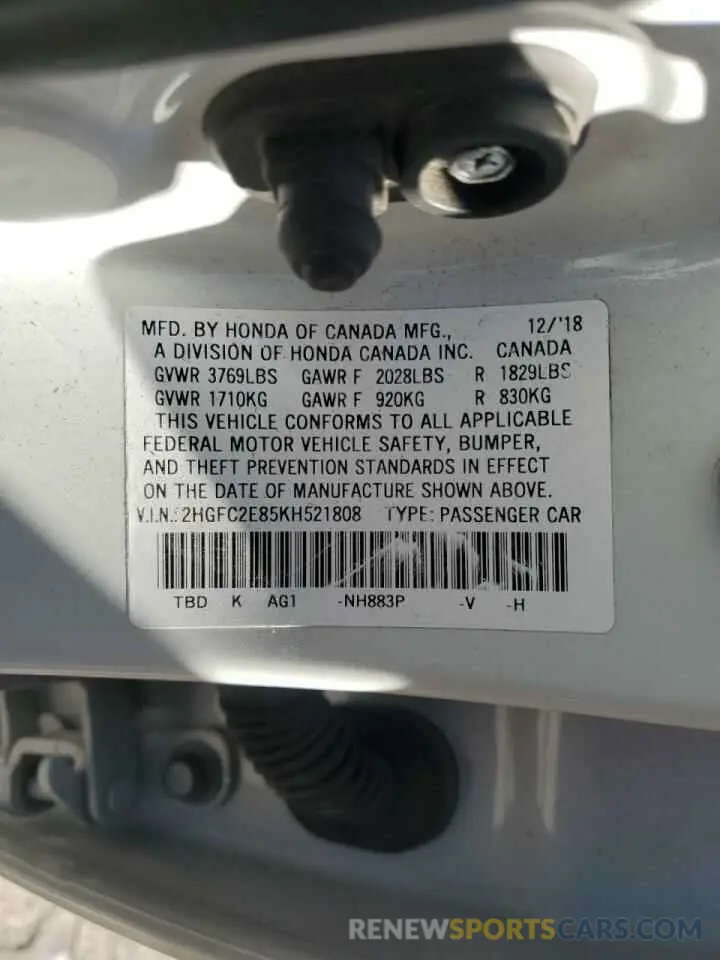 MFD. BY HONDA OF CANADA MFG., 12/'18
A DIVISION OF HONDA CANADA INC. CANADA
GVWR 3769LBS GAWR F 2028LBS R 1829LBS
GVWR 1710KG GAWR F 920KG R 830KG
THIS VEHICLE CONFORMS TO ALL APPLICABLE
FEDERAL MOTOR VEHICLE SAFETY, BUMPER,
AND THEFT PREVENTION STANDARDS IN EFFECT
ON THE DATE OF MANUFACTURE SHOWN ABOVE.
V.I.N.: 2HGFC2E85KH521808 TYPE: PASSENGER CAR
TBD K AG1 -NH883P -V -H
RENEWSPORTSCARS.COM